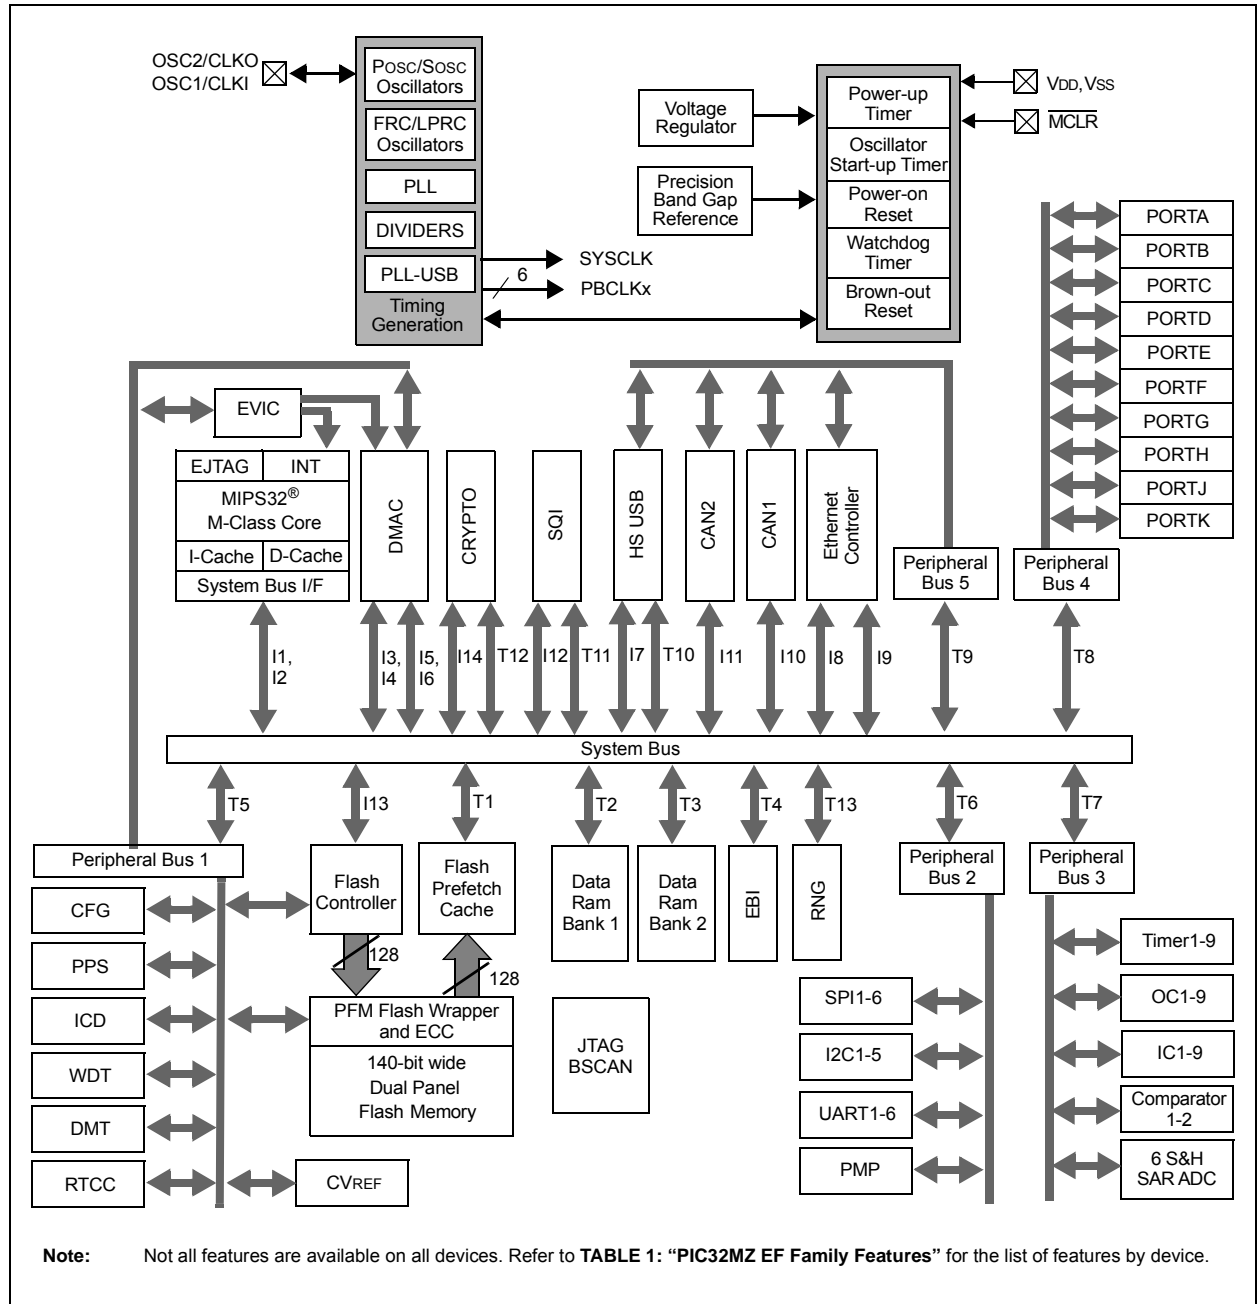 OSC2/CLKO
OSC1/CLKI
POSC/SOSC
Oscillators
FRC/LPRC
Oscillators
PLL
DIVIDERS
PLL-USB
Timing
Generation
6
SYSCLK
PBCLKx
Voltage
Regulator
Precision
Band Gap
Reference
Power-up
Timer
Oscillator
Start-up Timer
Power-on
Reset
Watchdog
Timer
Brown-out
Reset
VDD, VSS
MCLR
PORTA
PORTB
PORTC
PORTD
PORTE
PORTF
PORTG
PORTH
PORTJ
PORTK
EVIC
EJTAG
INT
MIPS32®
M-Class Core
I-Cache
D-Cache
System Bus I/F
DMAC
CRYPTO
SQI
HS USB
CAN2
CAN1
Ethernet
Controller
Peripheral
Bus 5
Peripheral
Bus 4
I1,
I2
I3,
I4
I5,
I6
I14
T12
I12
T11
I7
T10
I11
I10
I8
I9
T9
T8
System Bus
T5
I13
T1
T2
T3
T4
T13
T6
T7
Peripheral Bus 1
Flash
Controller
Flash
Prefetch
Cache
Data
Ram
Bank 1
Data
Ram
Bank 2
EBI
RNG
Peripheral
Bus 2
Peripheral
Bus 3
CFG
PPS
ICD
WDT
DMT
RTCC
128
128
PFM Flash Wrapper
and ECC
140-bit wide
Dual Panel
Flash Memory
CVREF
JTAG
BSCAN
SPI1-6
I2C1-5
UART1-6
PMP
Timer1-9
OC1-9
IC1-9
Comparator
1-2
6 S&H
SAR ADC
Note: Not all features are available on all devices. Refer to TABLE 1: “PIC32MZ EF Family Features” for the list of features by device.